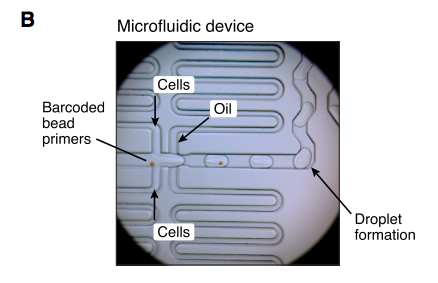 B
Microfluidic device
Cells
Oil
Barcoded
bead
primers
Cells
Droplet
formation